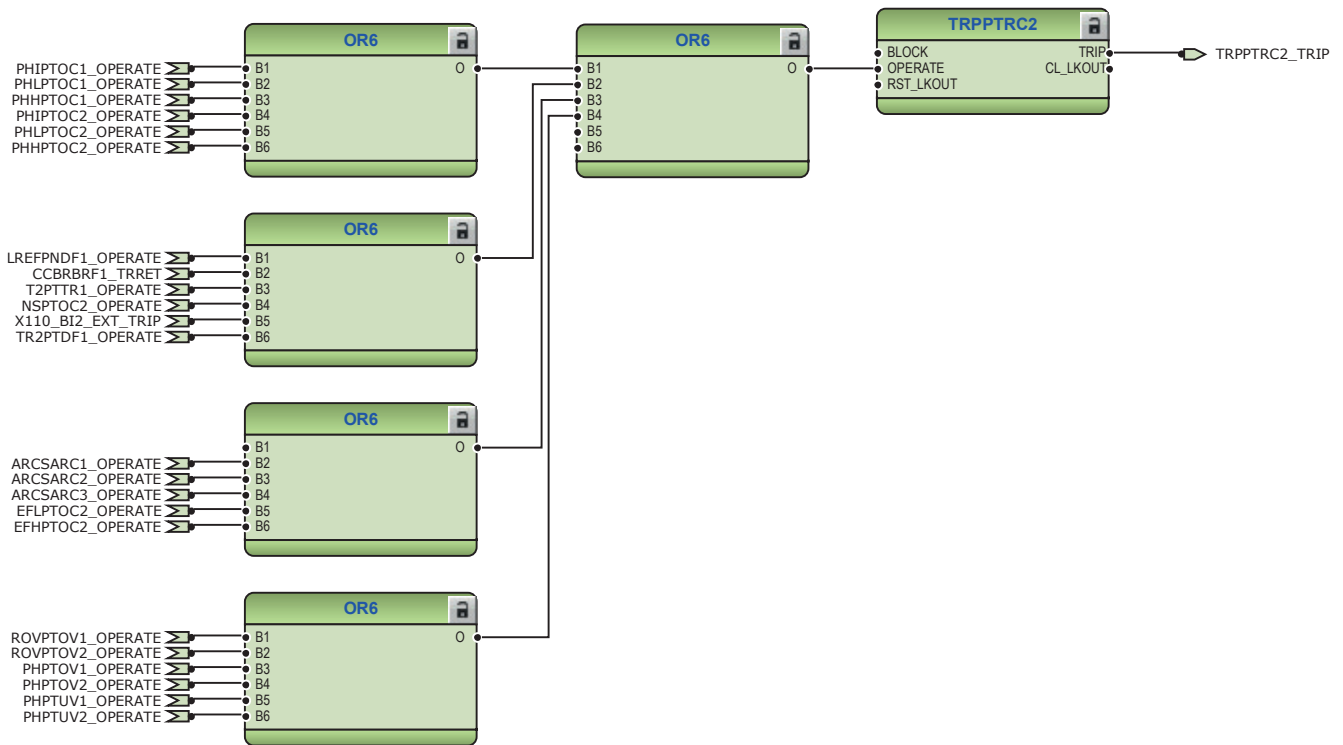 OR6
PHIPTOC1_OPERATE B1 O
PHLPTOC1_OPERATE B2
PHHPTOC1_OPERATE B3
PHIPTOC2_OPERATE B4
PHLPTOC2_OPERATE B5
PHHPTOC2_OPERATE B6
OR6
B1 O
B2
B3
B4
B5
B6
TRPPTRC2
BLOCK TRIP
OPERATE CL_LKOUT
RST_LKOUT
TRPPTRC2_TRIP
OR6
LREFPNDF1_OPERATE B1 O
CCBRBRF1_TRRET B2
T2PTTR1_OPERATE B3
NSPTOC2_OPERATE B4
X110_BI2_EXT_TRIP B5
TR2PTDF1_OPERATE B6
OR6
B1 O
ARCSARC1_OPERATE B2
ARCSARC2_OPERATE B3
ARCSARC3_OPERATE B4
EFLPTOC2_OPERATE B5
EFHPTOC2_OPERATE B6
OR6
ROVPTOV1_OPERATE B1 O
ROVPTOV2_OPERATE B2
PHPTOV1_OPERATE B3
PHPTOV2_OPERATE B4
PHPTUV1_OPERATE B5
PHPTUV2_OPERATE B6